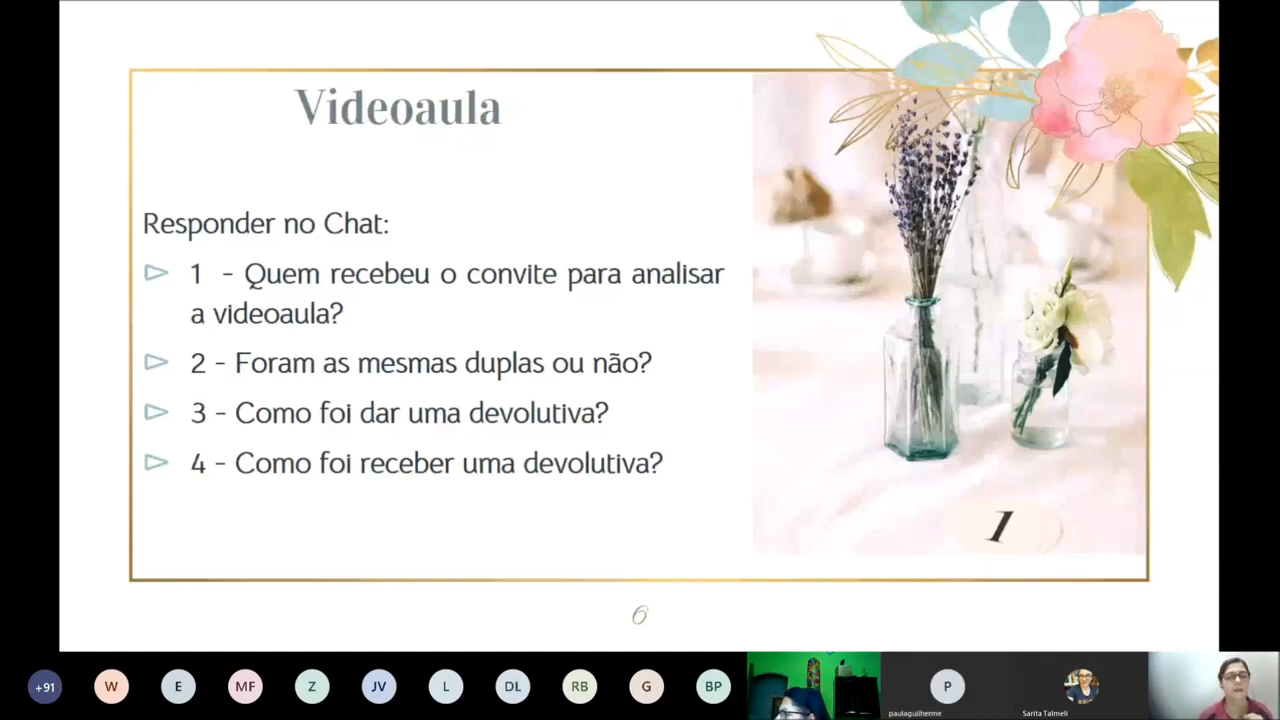 Videoaula
Responder no Chat:
1 - Quem recebeu o convite para analisar
a videoaula?
2 - Foram as mesmas duplas ou não?
3 - Como foi dar uma devolutiva?
4 - Como foi receber uma devolutiva?
1
6
+91 W E MF Z JV L DL RB G BP P
paulaguilherme Sarita Talmeli